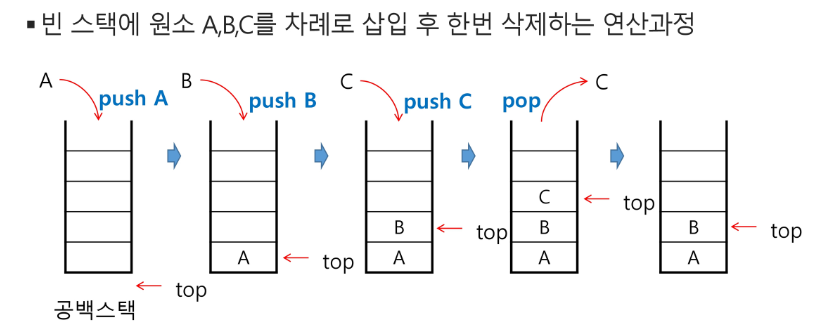 ▪ 빈 스택에 원소 A,B,C를 차례로 삽입 후 한번 삭제하는 연산과정
A push A
B push B
C push C
pop C
C
B B B
A A A A
top
top
top
top
top
공백스택